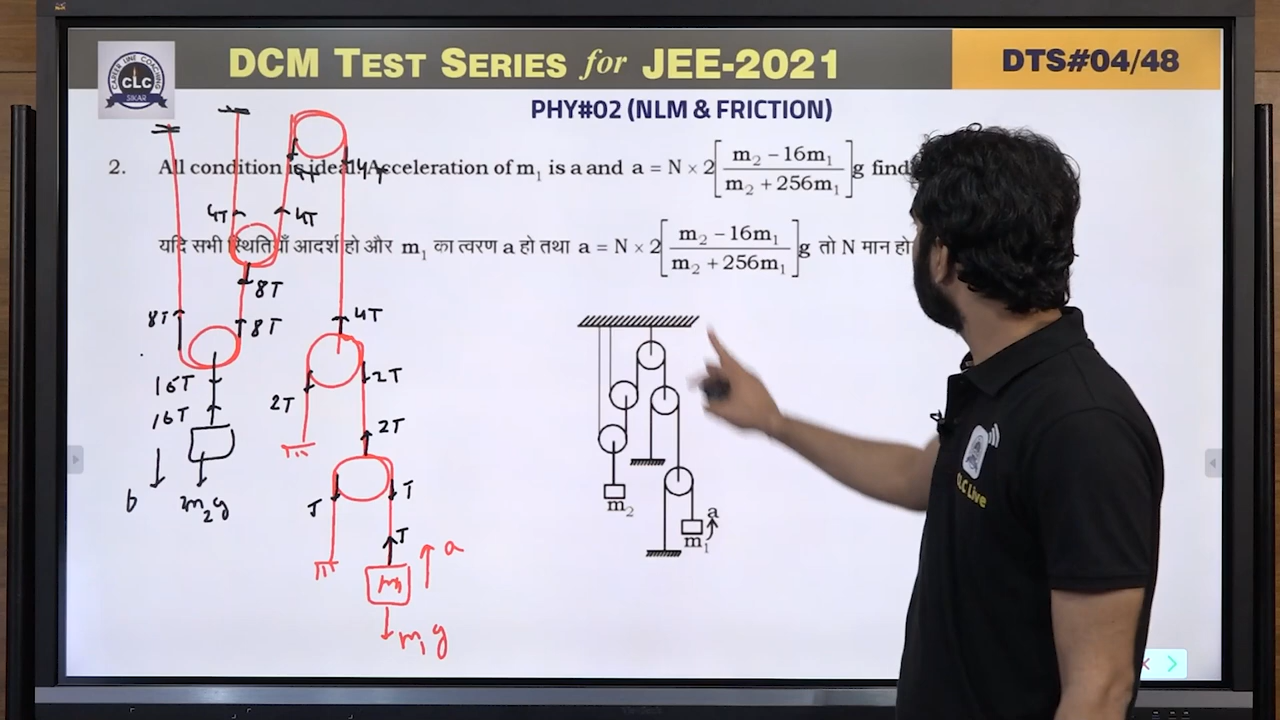 DCM TEST SERIES for JEE-2021
DTS#04/48
CAREER LINE COACHING
CLC
SIKAR
PHY#02 (NLM & FRICTION)
2. All condition is ideal. Acceleration of m₁ is a and a = N × 2[(m₂ − 16m₁)/(m₂ + 256m₁)]g find
यदि सभी स्थितियाँ आदर्श हो और m₁ का त्वरण a हो तथा a = N × 2[(m₂ − 16m₁)/(m₂ + 256m₁)]g तो N मान हो
4T
4T
4T
4T
8T
8T
8T
4T
16T
16T
2T
2T
2T
b
m₂g
T
T
T
a
m₁
m₁g
m₂
a
m₁
CLC Live